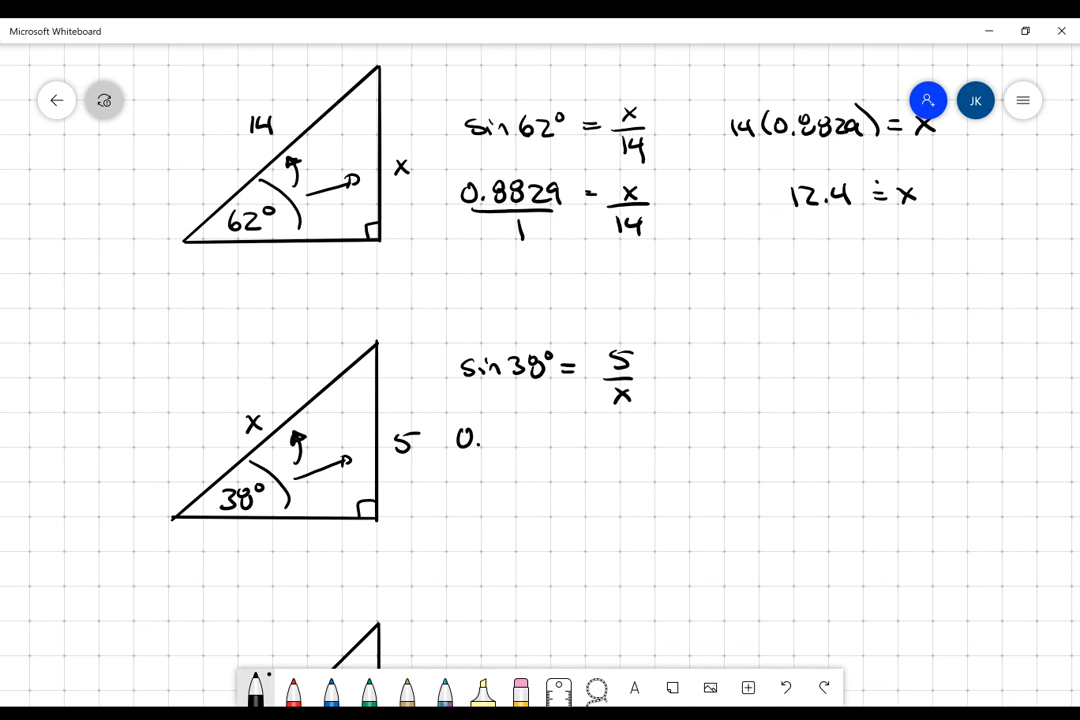 Microsoft Whiteboard
JK
14
x
62°
sin 62° = x/14
0.8829/1 = x/14
14(0.8829) = x
12.4 ≐ x
x
5
38°
sin 38° = 5/x
0.
A